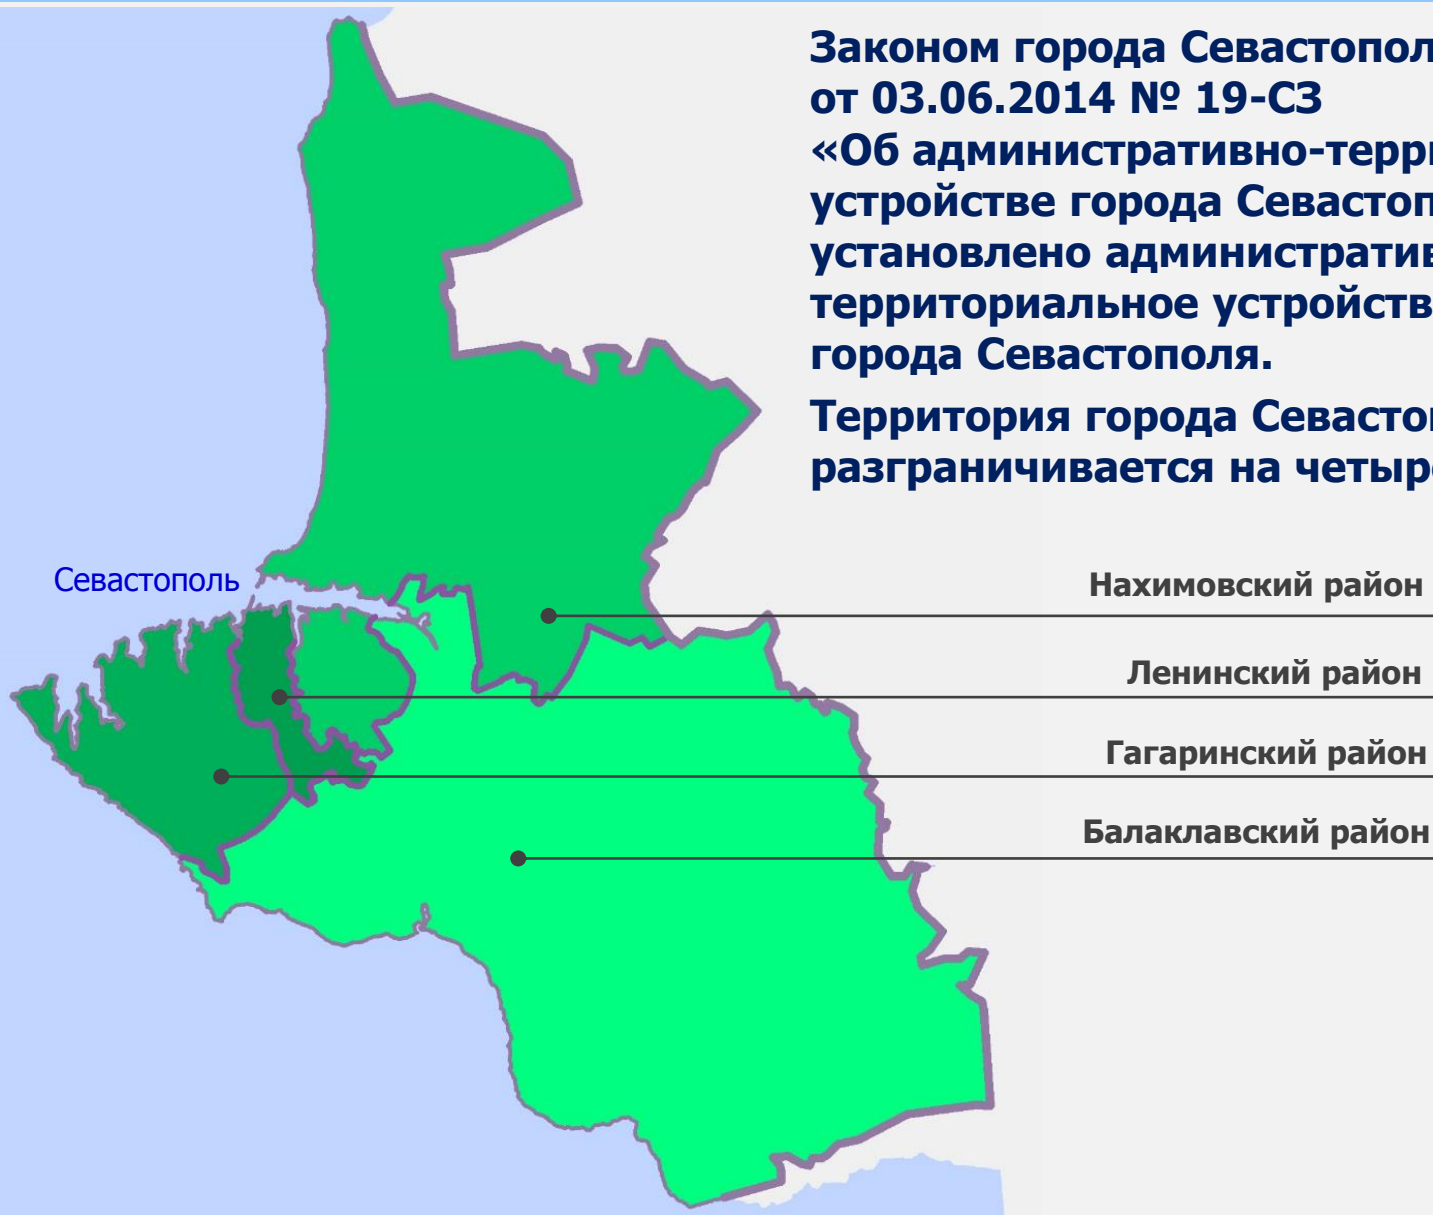 Законом города Севастопол
от 03.06.2014 № 19-СЗ
«Об административно-терр
устройстве города Севастоп
установлено административ
территориальное устройств
города Севастополя.
Территория города Севасто
разграничивается на четыр
Севастополь
Нахимовский район
Ленинский район
Гагаринский район
Балаклавский район